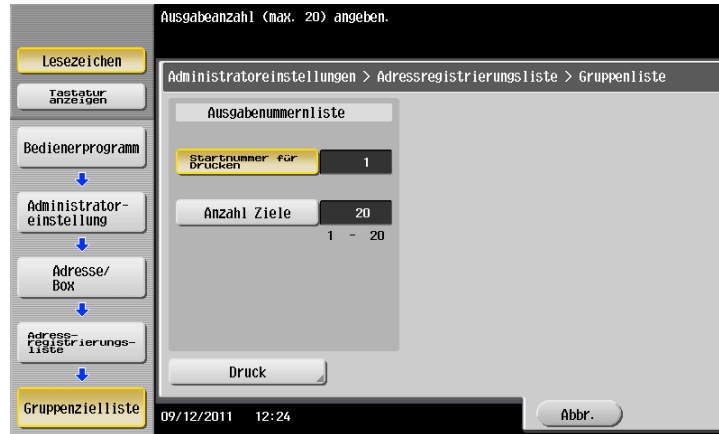 Ausgabeanzahl (max. 20) angeben.
Lesezeichen
Tastatur
anzeigen
Administratoreinstellungen > Adressregistrierungsliste > Gruppenliste
Ausgabenummernliste
Bedienerprogramm
Startnummer für
Drucken
1
Administrator-
einstellung
Anzahl Ziele
20
1 - 20
Adresse/
Box
Adress-
registrierungs-
liste
Druck
Gruppenzielliste
09/12/2011 12:24
Abbr.